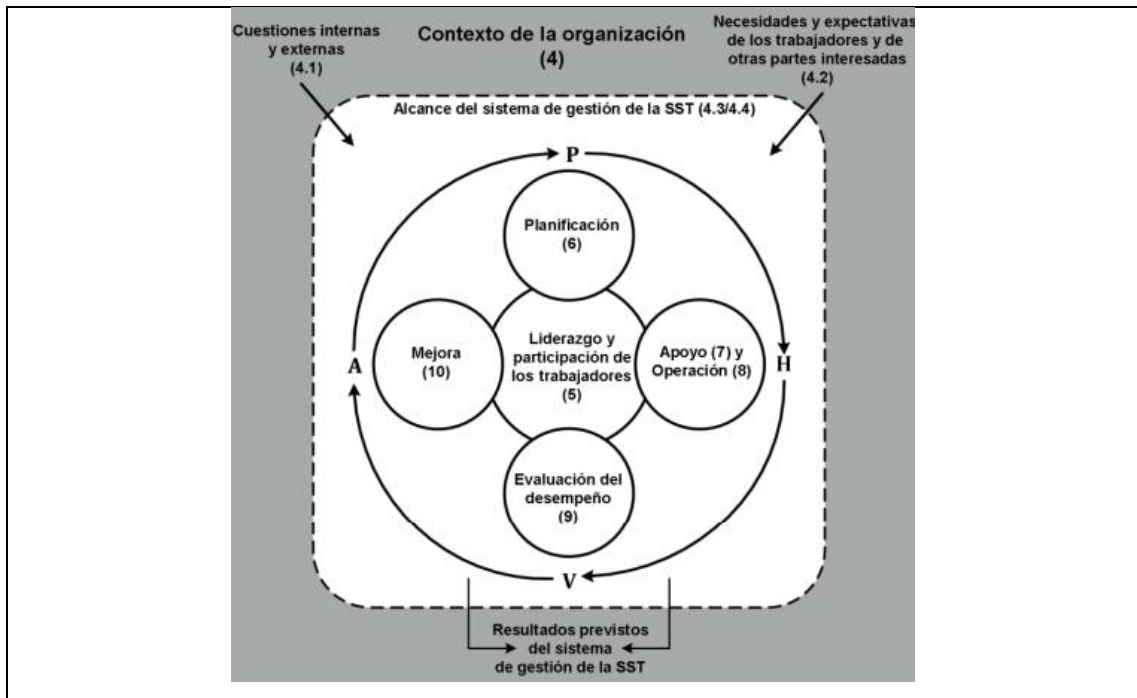 Cuestiones internas
y externas
(4.1)
Contexto de la organización
(4)
Necesidades y expectativas
de los trabajadores y de
otras partes interesadas
(4.2)
Alcance del sistema de gestión de la SST (4.3/4.4)
P
Planificación
(6)
A
Mejora
(10)
Liderazgo y
participación de
los trabajadores
(5)
Apoyo (7) y
Operación (8)
H
Evaluación del
desempeño
(9)
V
Resultados previstos
del sistema
de gestión de la SST